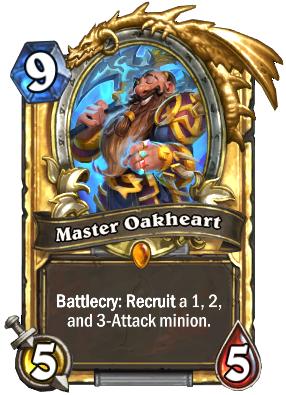 9
Master Oakheart
Battlecry: Recruit a 1, 2,
and 3-Attack minion.
5 5